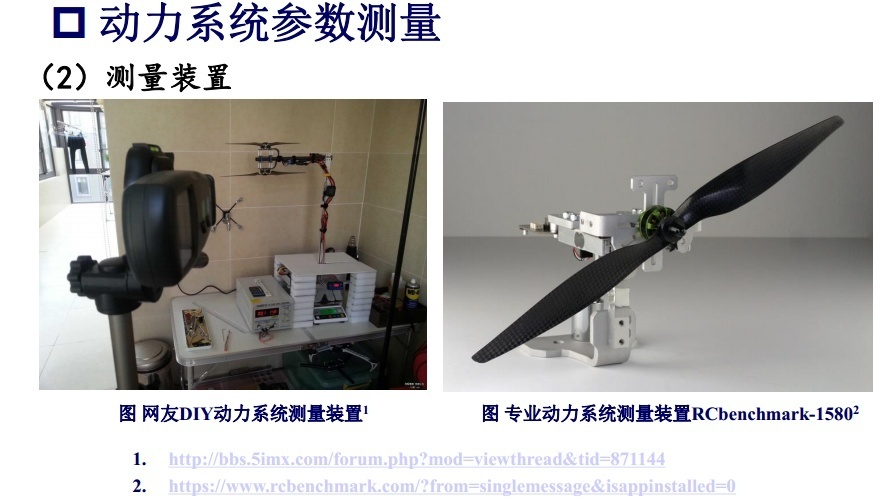 动力系统参数测量
（2）测量装置
图 网友DIY动力系统测量装置1
图 专业动力系统测量装置RCbenchmark-15802
1. http://bbs.5imx.com/forum.php?mod=viewthread&tid=871144
2. https://www.rcbenchmark.com/?from=singlemessage&isappinstalled=0